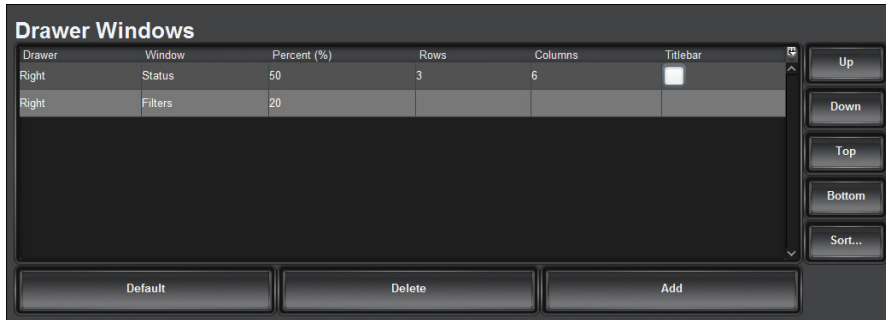 Drawer Windows
Drawer Window Percent (%) Rows Columns Titlebar
Right Status 50 3 6
Right Filters 20
Up
Down
Top
Bottom
Sort...
Default Delete Add